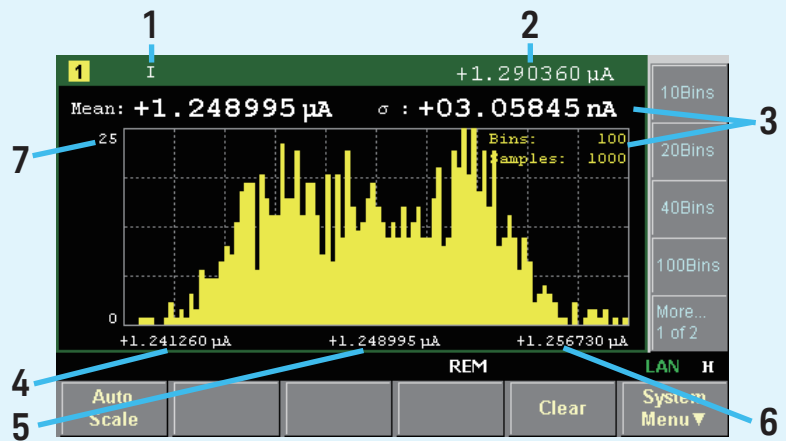 1 2
1 I +1.290360 μA
10Bins
Mean: +1.248995 μA σ : +03.05845 nA
3
25
7
Bins: 100
Samples: 1000
20Bins
40Bins
100Bins
0
More...
1 of 2
+1.241260 μA +1.248995 μA +1.256730 μA
4
REM LAN H
5
6
Auto
Scale
Clear
System
Menu▼